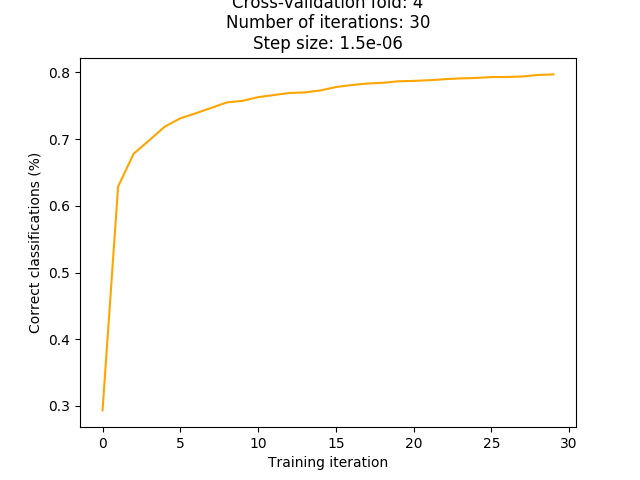 Cross-validation fold: 4
Number of iterations: 30
Step size: 1.5e-06
0.8
0.7
0.6
0.5
0.4
0.3
Correct classifications (%)
0 5 10 15 20 25 30
Training iteration